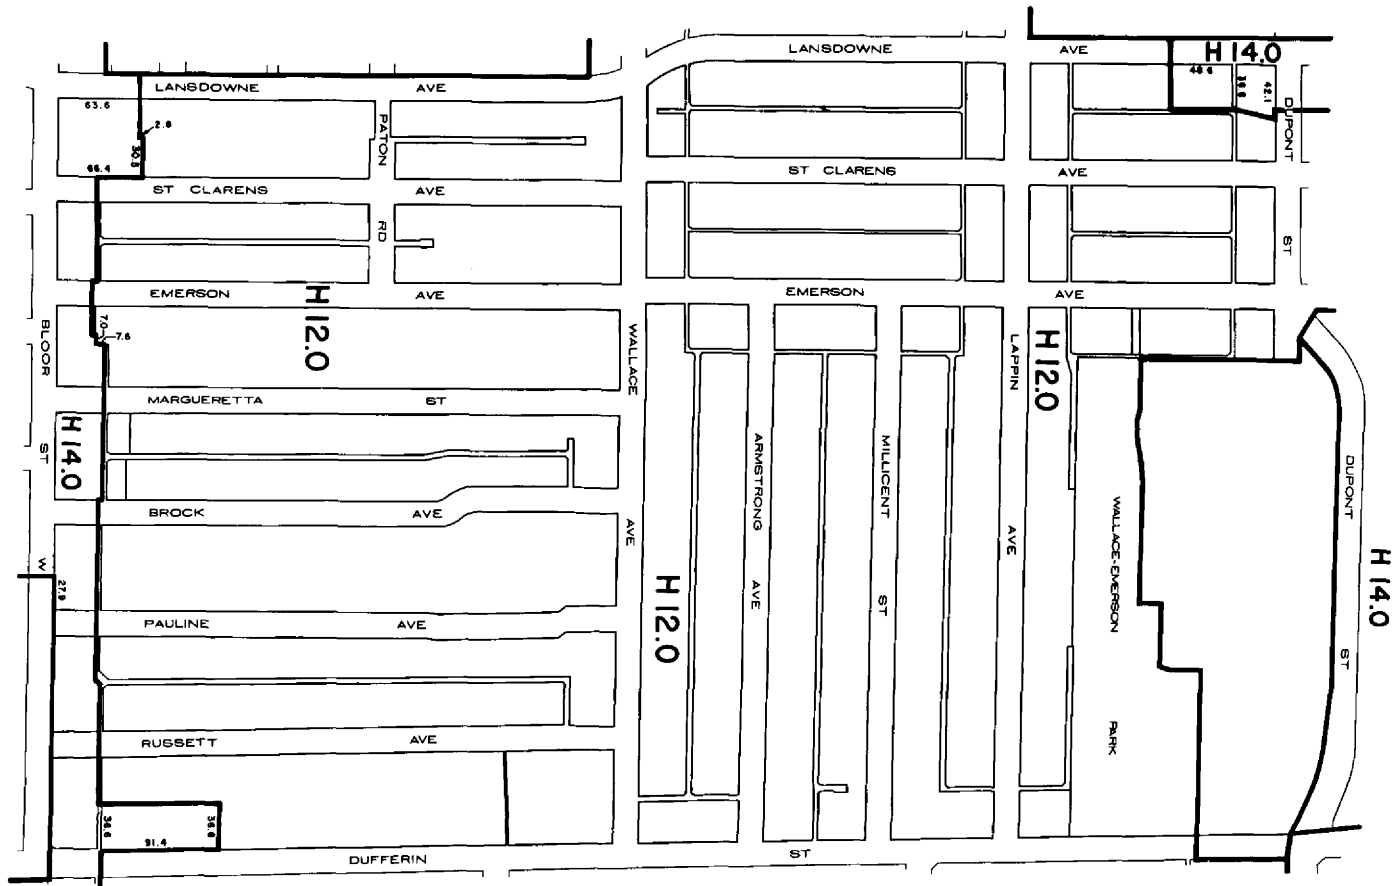 LANSDOWNE AVE
LANSDOWNE AVE
H 14.0
48.6
36.6
42.1
DUPONT ST
63.6
2.6
30.5
66.4
PATON RD
ST CLARENS AVE
ST CLARENS AVE
EMERSON AVE
EMERSON AVE
H 12.0
7.0
7.6
BLOOR ST W
WALLACE AVE
LAPPIN AVE
H 12.0
MARGUERETTA ST
H 14.0
ARMSTRONG AVE
MILLICENT ST
WALLACE-EMERSON PARK
DUPONT ST
H 14.0
BROCK AVE
27.9
H 12.0
PAULINE AVE
RUSSETT AVE
36.6
36.6
91.4
DUFFERIN ST